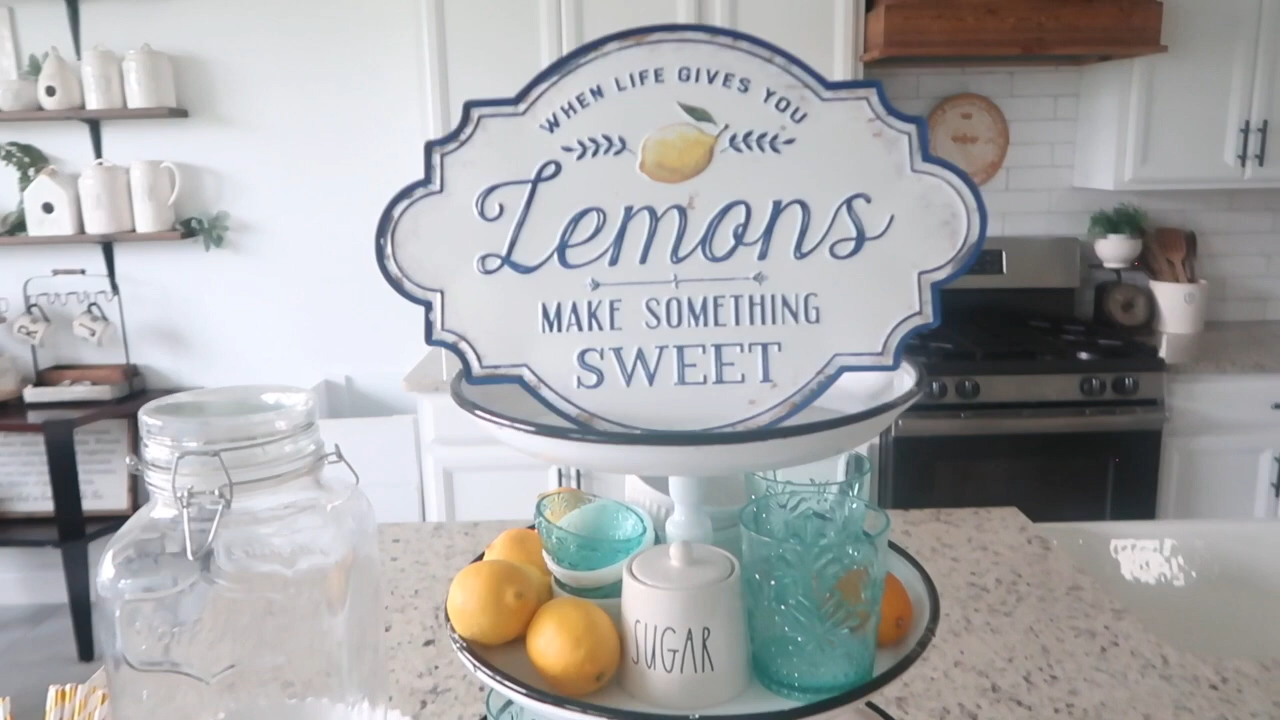 WHEN LIFE GIVES YOU
Lemons
MAKE SOMETHING
SWEET
SUGAR
R
J